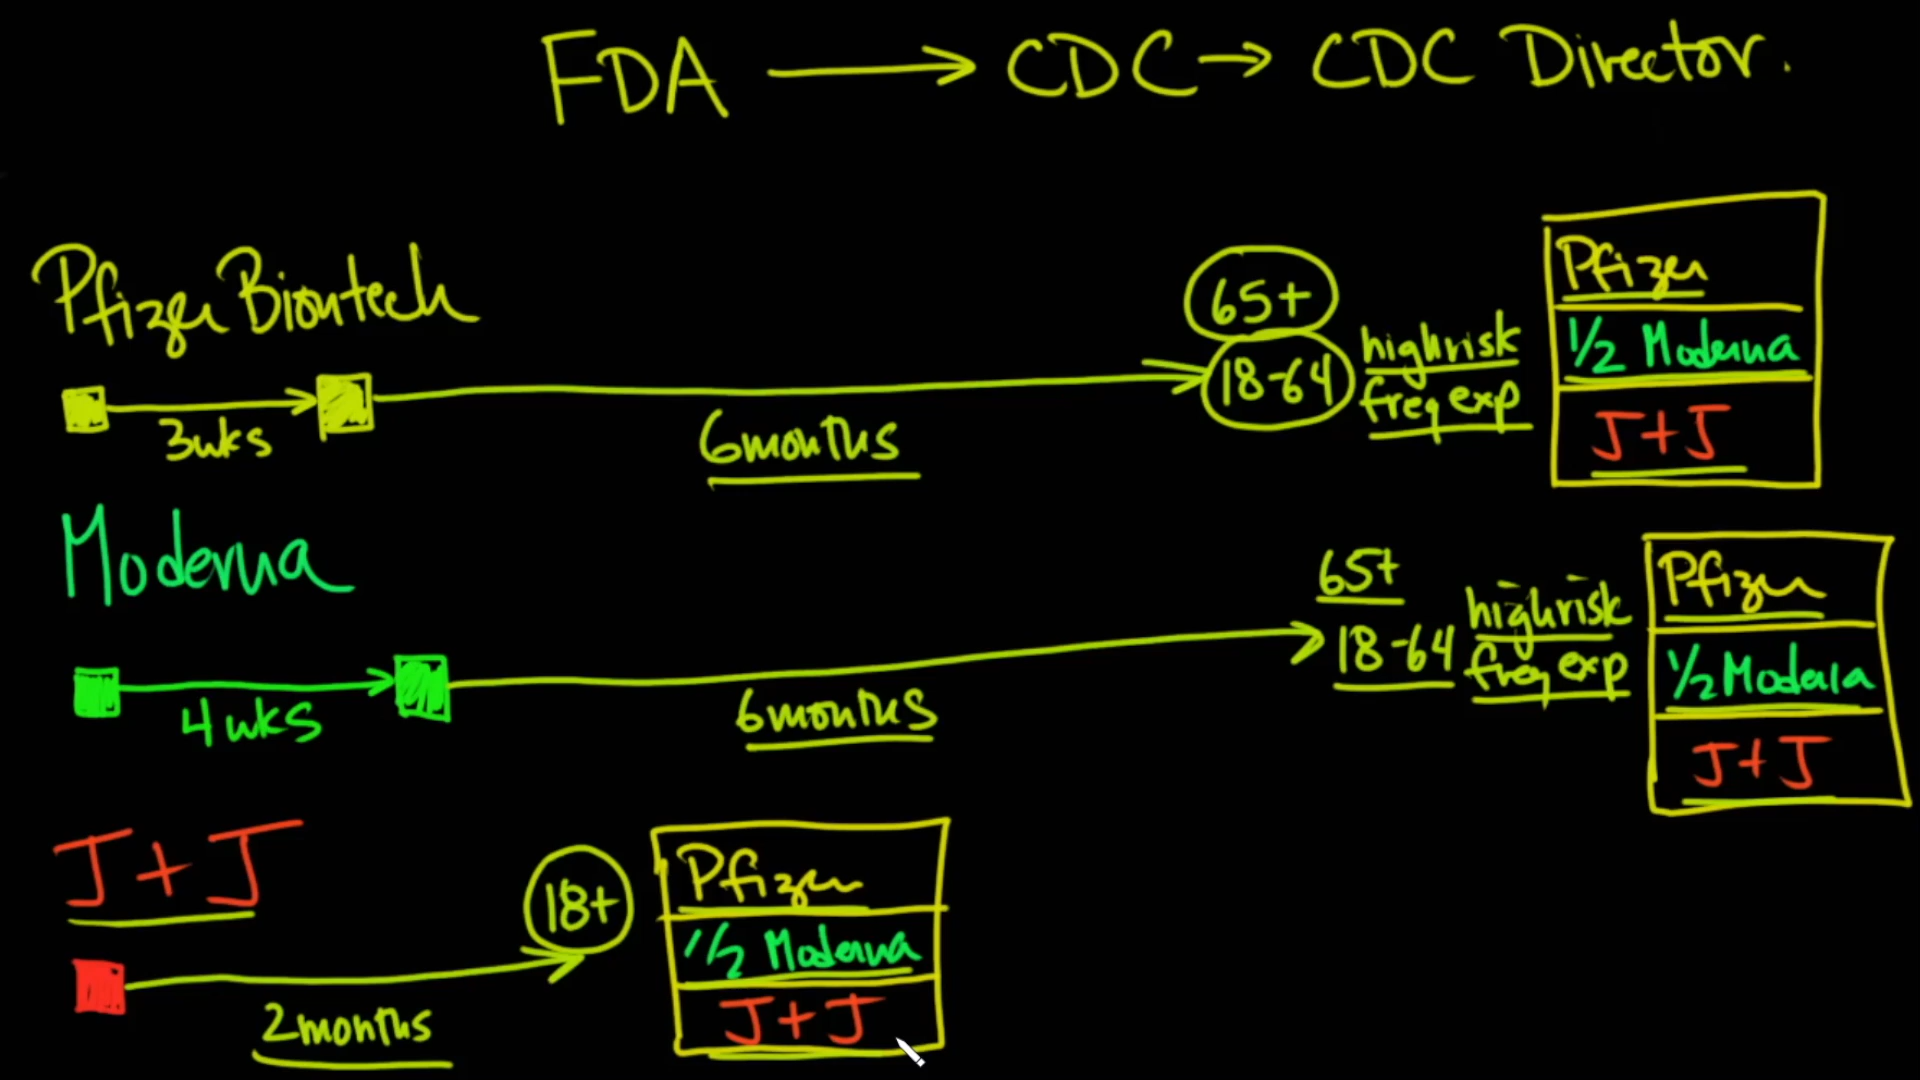 FDA → CDC → CDC Director.
Pfizer Biontech
3wks
6months
65+
18-64
high risk
freq exp
Pfizer
1/2 Moderna
J+J
Moderna
4 wks
6months
65+
18-64
high risk
freq exp
Pfizer
1/2 Moderna
J+J
J+J
2months
18+
Pfizer
1/2 Moderna
J+J